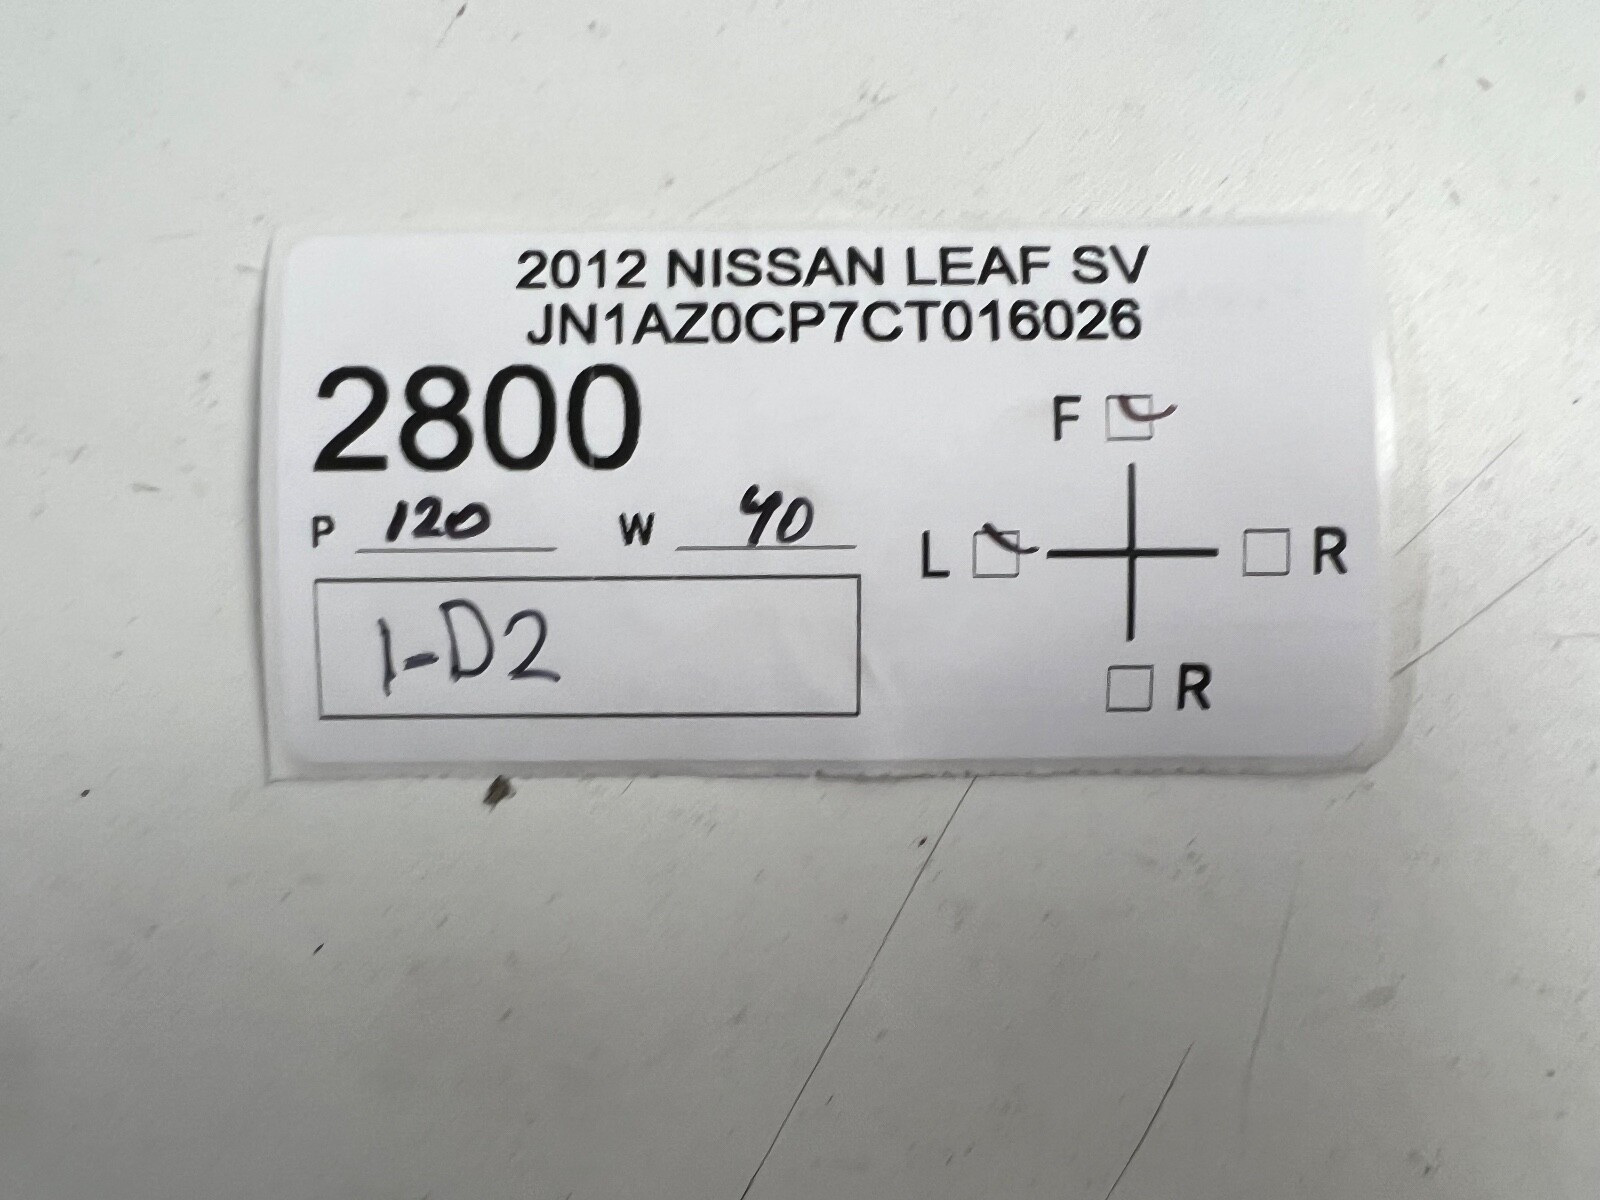 2012 NISSAN LEAF SV
JN1AZ0CP7CT016026
2800
F
P 120 W 40
L R
1-D2
R